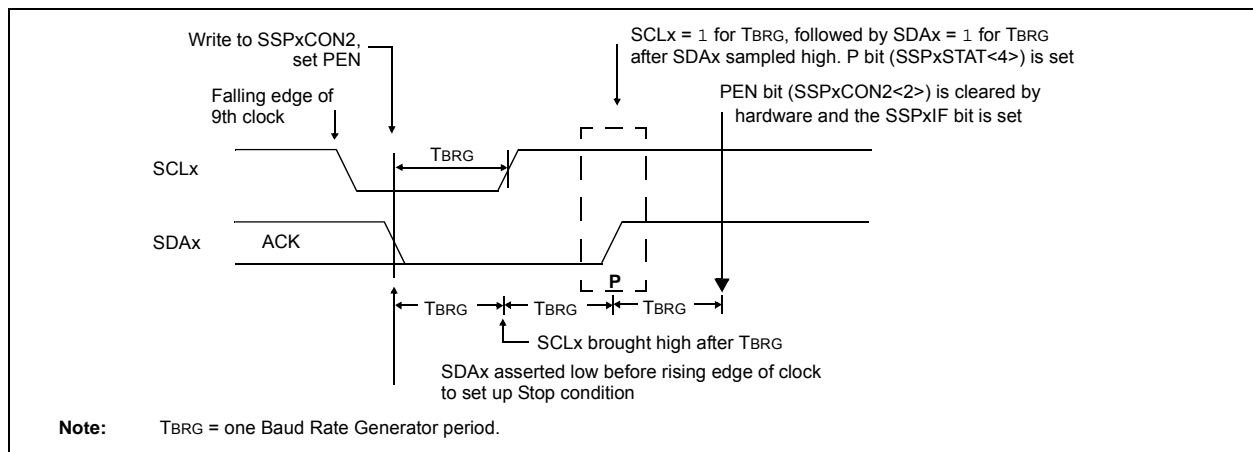 Write to SSPxCON2,
set PEN
SCLx = 1 for TBRG, followed by SDAx = 1 for TBRG
after SDAx sampled high. P bit (SSPxSTAT<4>) is set
Falling edge of
9th clock
PEN bit (SSPxCON2<2>) is cleared by
hardware and the SSPxIF bit is set
TBRG
SCLx
SDAx
ACK
P
TBRG
TBRG
TBRG
SCLx brought high after TBRG
SDAx asserted low before rising edge of clock
to set up Stop condition
Note: TBRG = one Baud Rate Generator period.